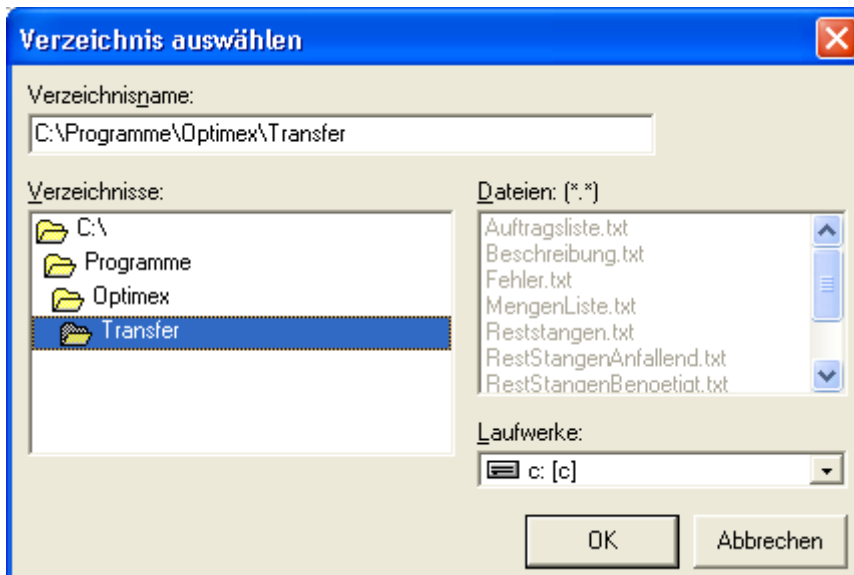 Verzeichnis auswählen
Verzeichnisname:
C:\Programme\Optimex\Transfer
Verzeichnisse:
C:\
Programme
Optimex
Transfer
Dateien: (*.*)
Auftragsliste.txt
Beschreibung.txt
Fehler.txt
MengenListe.txt
Reststangen.txt
RestStangenAnfallend.txt
RestStangenBenoetigt.txt
Laufwerke:
c: [c]
OK
Abbrechen